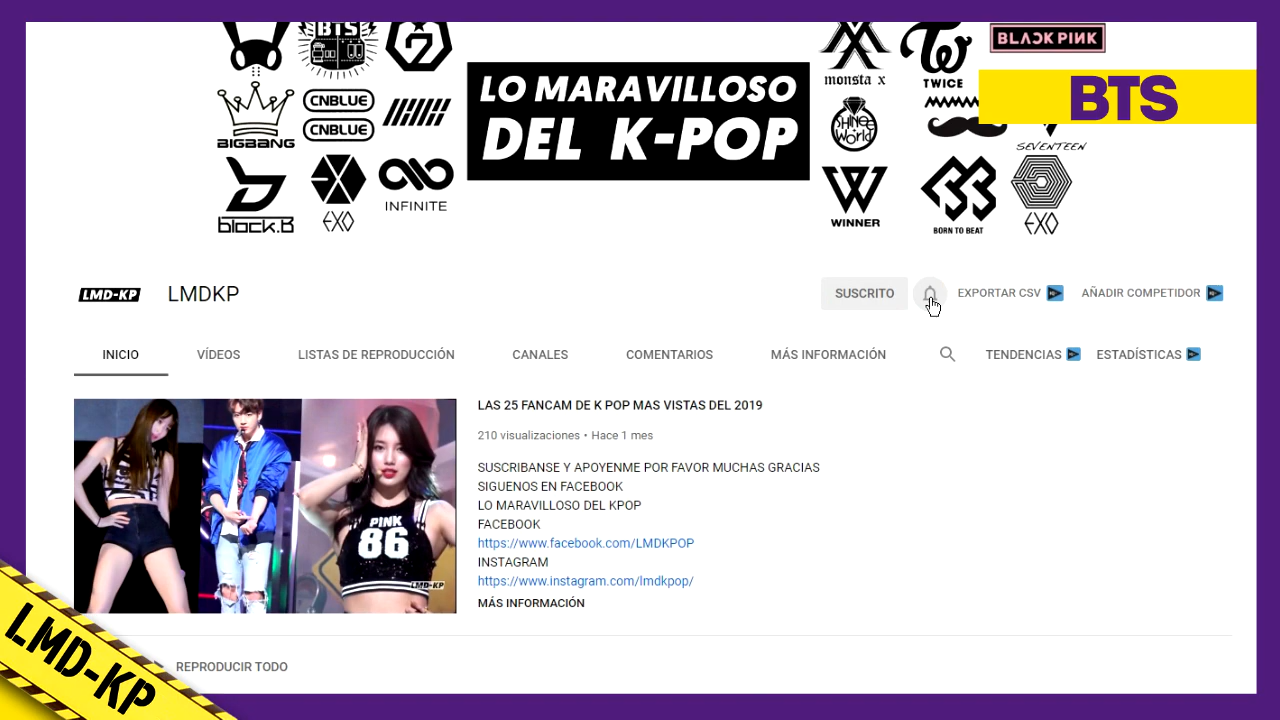 BTS
BLACKPINK
monsta x
TWICE
LO MARAVILLOSO
DEL K-POP
BTS
CNBLUE
CNBLUE
BIGBANG
SHINee
World
SEVENTEEN
block.B
EXO
INFINITE
WINNER
BORN TO BEAT
EXO
LMD-KP
LMDKP
SUSCRITO
EXPORTAR CSV
AÑADIR COMPETIDOR
INICIO
VÍDEOS
LISTAS DE REPRODUCCIÓN
CANALES
COMENTARIOS
MÁS INFORMACIÓN
TENDENCIAS
ESTADÍSTICAS
LAS 25 FANCAM DE K POP MAS VISTAS DEL 2019
210 visualizaciones • Hace 1 mes
SUSCRIBANSE Y APOYENME POR FAVOR MUCHAS GRACIAS
SIGUENOS EN FACEBOOK
LO MARAVILLOSO DEL KPOP
FACEBOOK
https://www.facebook.com/LMDKPOP
INSTAGRAM
https://www.instagram.com/lmdkpop/
MÁS INFORMACIÓN
PINK
86
LMD-KP
REPRODUCIR TODO
LMD-KP